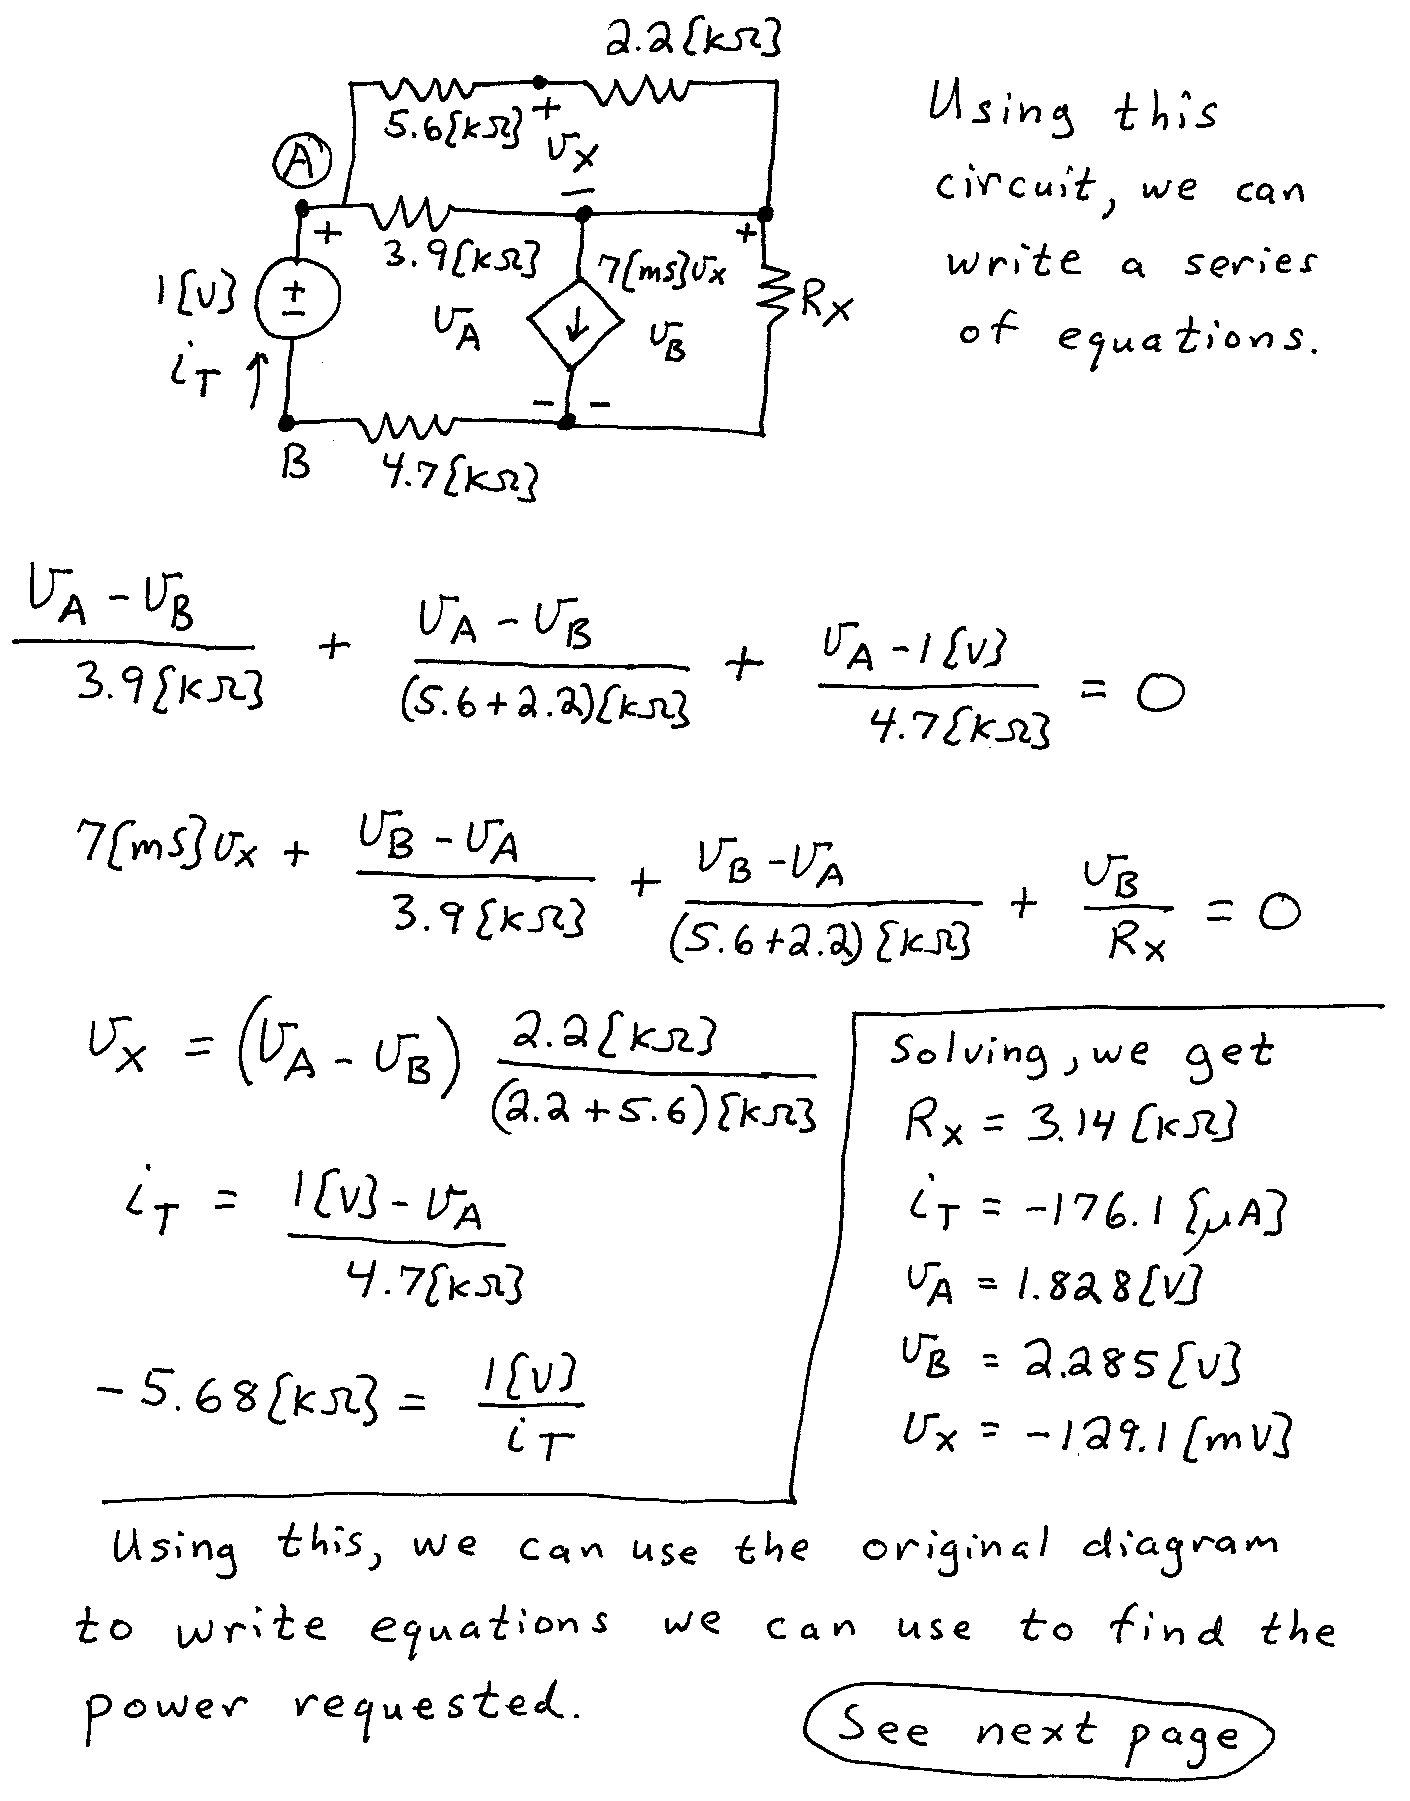 2.2[kΩ]
5.6[kΩ] + vX −
A
+ 3.9[kΩ] 7[mS]vX +
1[V] + − vA vB RX
iT
− −
B 4.7[kΩ]
Using this
circuit, we can
write a series
of equations.
(vA − vB)/3.9[kΩ] + (vA − vB)/(5.6+2.2)[kΩ] + (vA − 1[V])/4.7[kΩ] = 0
7[mS]vX + (vB − vA)/3.9[kΩ] + (vB − vA)/(5.6+2.2)[kΩ] + vB/RX = 0
vX = (vA − vB) 2.2[kΩ]/(2.2+5.6)[kΩ]
iT = (1[V] − vA)/4.7[kΩ]
−5.68[kΩ] = 1[V]/iT
Solving, we get
RX = 3.14[kΩ]
iT = −176.1[μA]
vA = 1.828[V]
vB = 2.285[V]
vX = −129.1[mV]
Using this, we can use the original diagram
to write equations we can use to find the
power requested.
See next page